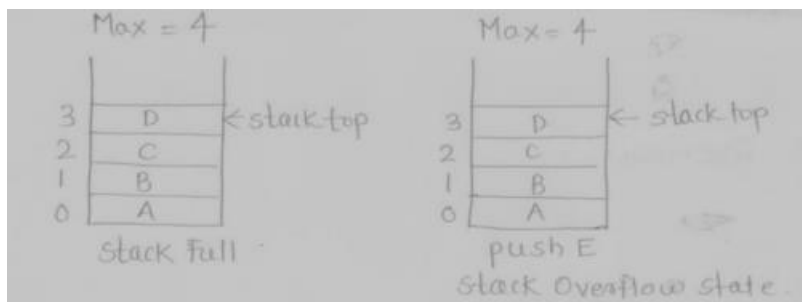 Max = 4
3 D ← stack top
2 C
1 B
0 A
stack Full
Max = 4
3 D ← stack top
2 C
1 B
0 A
push E
stack Overflow state.